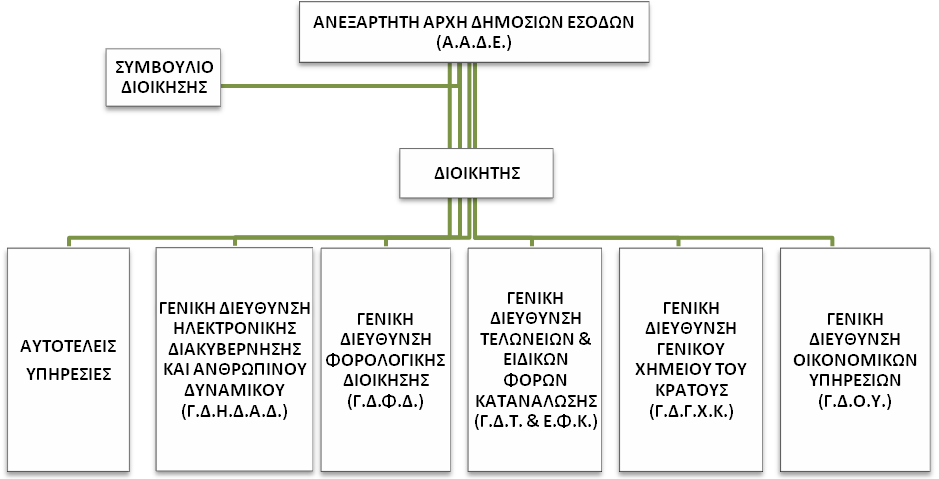 ΑΝΕΞΑΡΤΗΤΗ ΑΡΧΗ ΔΗΜΟΣΙΩΝ ΕΣΟΔΩΝ
(Α.Α.Δ.Ε.)
ΣΥΜΒΟΥΛΙΟ
ΔΙΟΙΚΗΣΗΣ
ΔΙΟΙΚΗΤΗΣ
ΑΥΤΟΤΕΛΕΙΣ
ΥΠΗΡΕΣΙΕΣ
ΓΕΝΙΚΗ ΔΙΕΥΘΥΝΣΗ
ΗΛΕΚΤΡΟΝΙΚΗΣ
ΔΙΑΚΥΒΕΡΝΗΣΗΣ
ΚΑΙ ΑΝΘΡΩΠΙΝΟΥ
ΔΥΝΑΜΙΚΟΥ
(Γ.Δ.Η.Δ.Α.Δ.)
ΓΕΝΙΚΗ
ΔΙΕΥΘΥΝΣΗ
ΦΟΡΟΛΟΓΙΚΗΣ
ΔΙΟΙΚΗΣΗΣ
(Γ.Δ.Φ.Δ.)
ΓΕΝΙΚΗ
ΔΙΕΥΘΥΝΣΗ
ΤΕΛΩΝΕΙΩΝ &
ΕΙΔΙΚΩΝ
ΦΟΡΩΝ
ΚΑΤΑΝΑΛΩΣΗΣ
(Γ.Δ.Τ. & Ε.Φ.Κ.)
ΓΕΝΙΚΗ
ΔΙΕΥΘΥΝΣΗ
ΓΕΝΙΚΟΥ
ΧΗΜΕΙΟΥ ΤΟΥ
ΚΡΑΤΟΥΣ
(Γ.Δ.Γ.Χ.Κ.)
ΓΕΝΙΚΗ
ΔΙΕΥΘΥΝΣΗ
ΟΙΚΟΝΟΜΙΚΩΝ
ΥΠΗΡΕΣΙΩΝ
(Γ.Δ.Ο.Υ.)